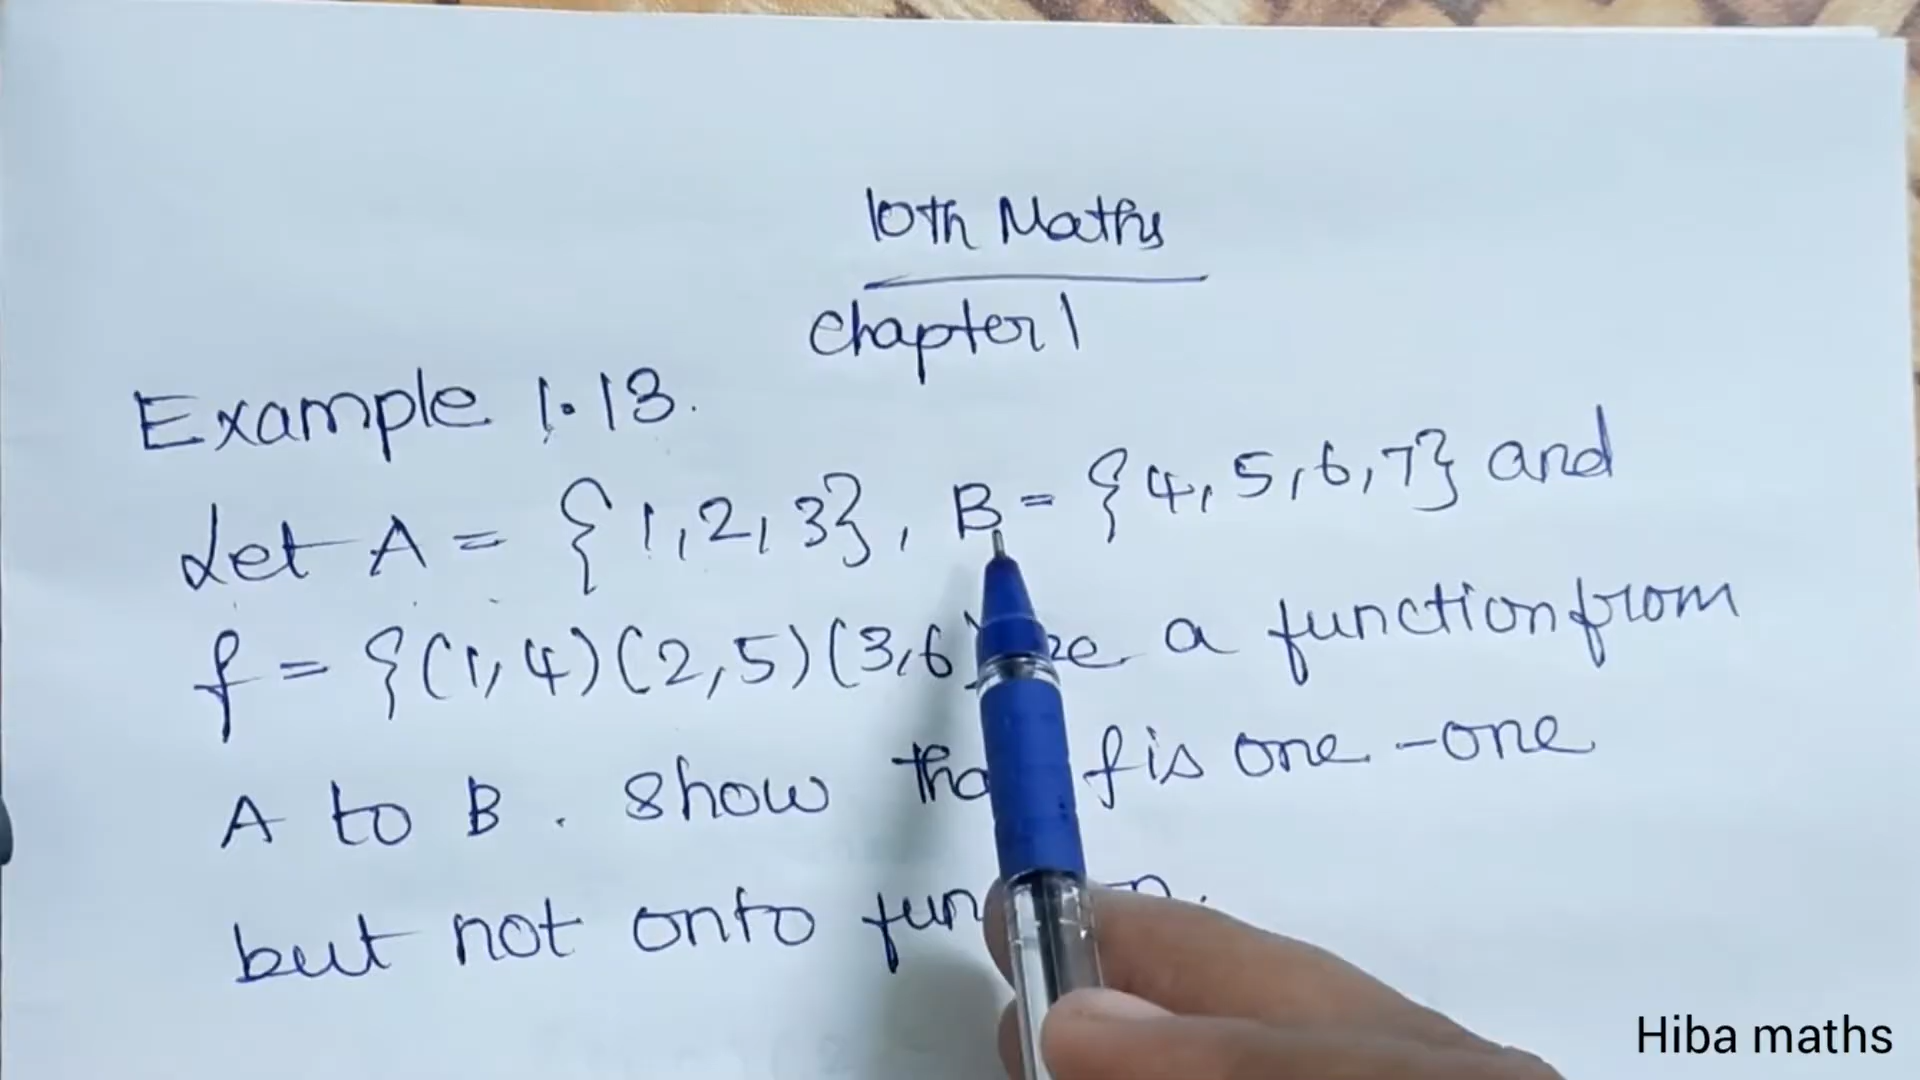 10th Maths
Chapter 1
Example 1.13.
Let A = {1,2,3}, B = {4,5,6,7} and
f = {(1,4)(2,5)(3,6 a function from
A to B. Show f is one-one
but not onto
Hiba maths